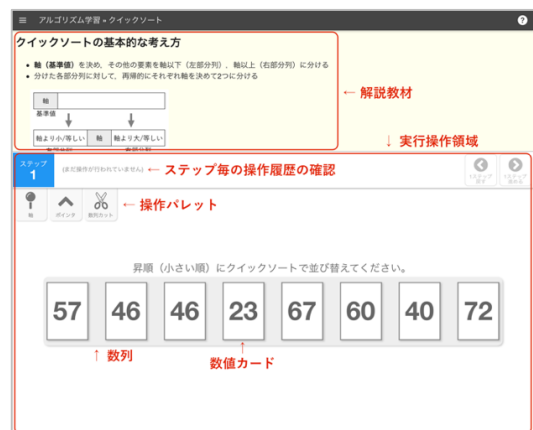 アルゴリズム学習 » クイックソート
?
クイックソートの基本的な考え方
• 軸（基準値）を決め、その他の要素を軸以下（左部分列）、軸以上（右部分列）に分ける
• 分けた各部分列に対して、再帰的にそれぞれ軸を決めて2つに分ける
軸
基準値
軸より小/等しい 軸 軸より大/等しい
← 解説教材
↓ 実行操作領域
ステップ
1
(まだ操作が行われていません)
← ステップ毎の操作履歴の確認
1ステップ
戻す
1ステップ
進める
軸 ポインタ 数列カット
← 操作パレット
昇順（小さい順）にクイックソートで並び替えてください。
57 46 46 23 67 60 40 72
↑ 数列
↑
数値カード